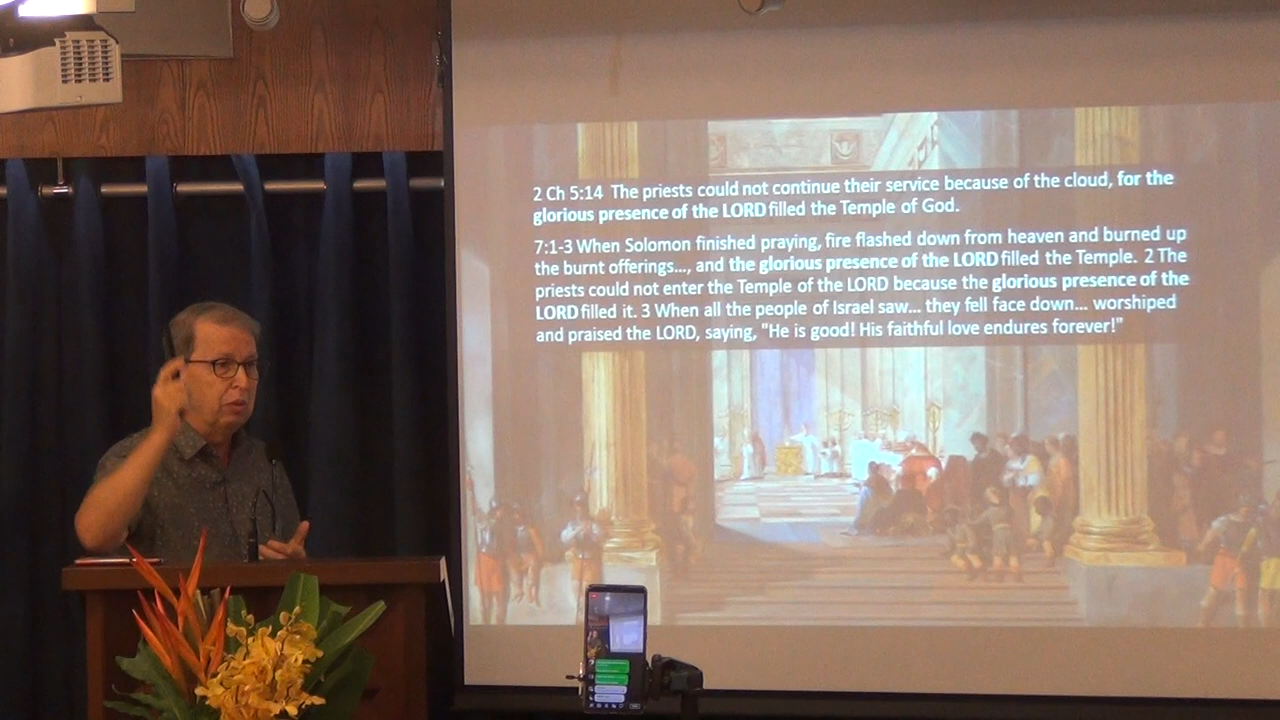 2 Ch 5:14 The priests could not continue their service because of the cloud, for the
glorious presence of the LORD filled the Temple of God.
7:1-3 When Solomon finished praying, fire flashed down from heaven and burned up
the burnt offerings..., and the glorious presence of the LORD filled the Temple. 2 The
priests could not enter the Temple of the LORD because the glorious presence of the
LORD filled it. 3 When all the people of Israel saw... they fell face down... worshiped
and praised the LORD, saying, "He is good! His faithful love endures forever!"